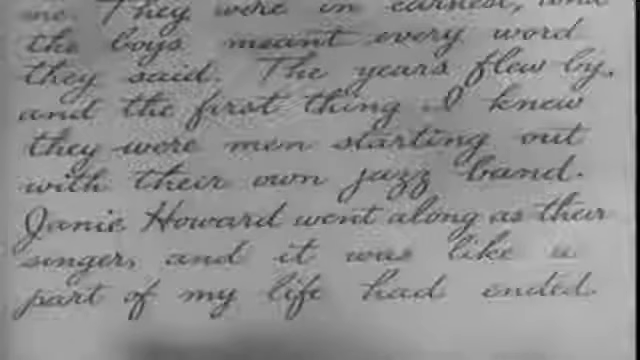 me. They were in earnest, and
the boys meant every word
they said. The years flew by,
and the first thing I knew
they were men starting out
with their own jazz band.
Janie Howard went along as their
singer, and it was like a
part of my life had ended